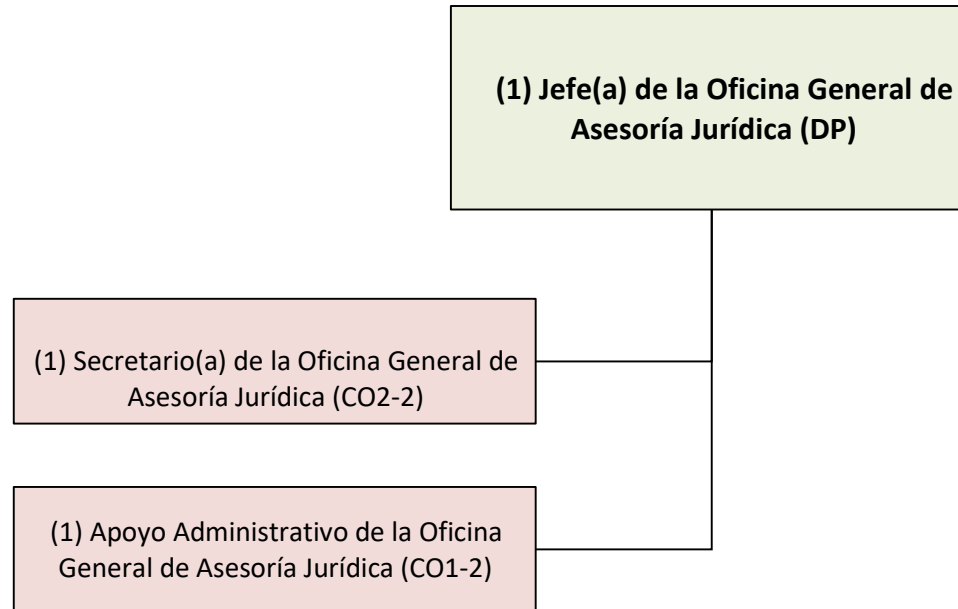 (1) Jefe(a) de la Oficina General de
Asesoría Jurídica (DP)
(1) Secretario(a) de la Oficina General de
Asesoría Jurídica (CO2-2)
(1) Apoyo Administrativo de la Oficina
General de Asesoría Jurídica (CO1-2)